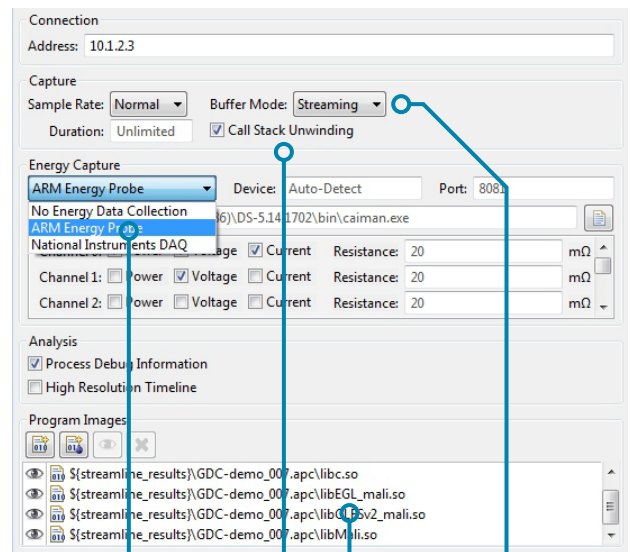 Connection
Address: 10.1.2.3
Capture
Sample Rate: Normal Buffer Mode: Streaming
Duration: Unlimited Call Stack Unwinding
Energy Capture
ARM Energy Probe Device: Auto-Detect Port: 8081
No Energy Data Collection
ARM Energy Probe 36)\DS-5.14.1702\bin\caiman.exe
National Instruments DAQ Voltage Current Resistance: 20 mΩ
Channel 1: Power Voltage Current Resistance: 20 mΩ
Channel 2: Power Voltage Current Resistance: 20 mΩ
Analysis
Process Debug Information
High Resolution Timeline
Program Images
${streamline_results}\GDC-demo_007.apc\libc.so
${streamline_results}\GDC-demo_007.apc\libEGL_mali.so
${streamline_results}\GDC-demo_007.apc\libGLESv2_mali.so
${streamline_results}\GDC-demo_007.apc\libMali.so